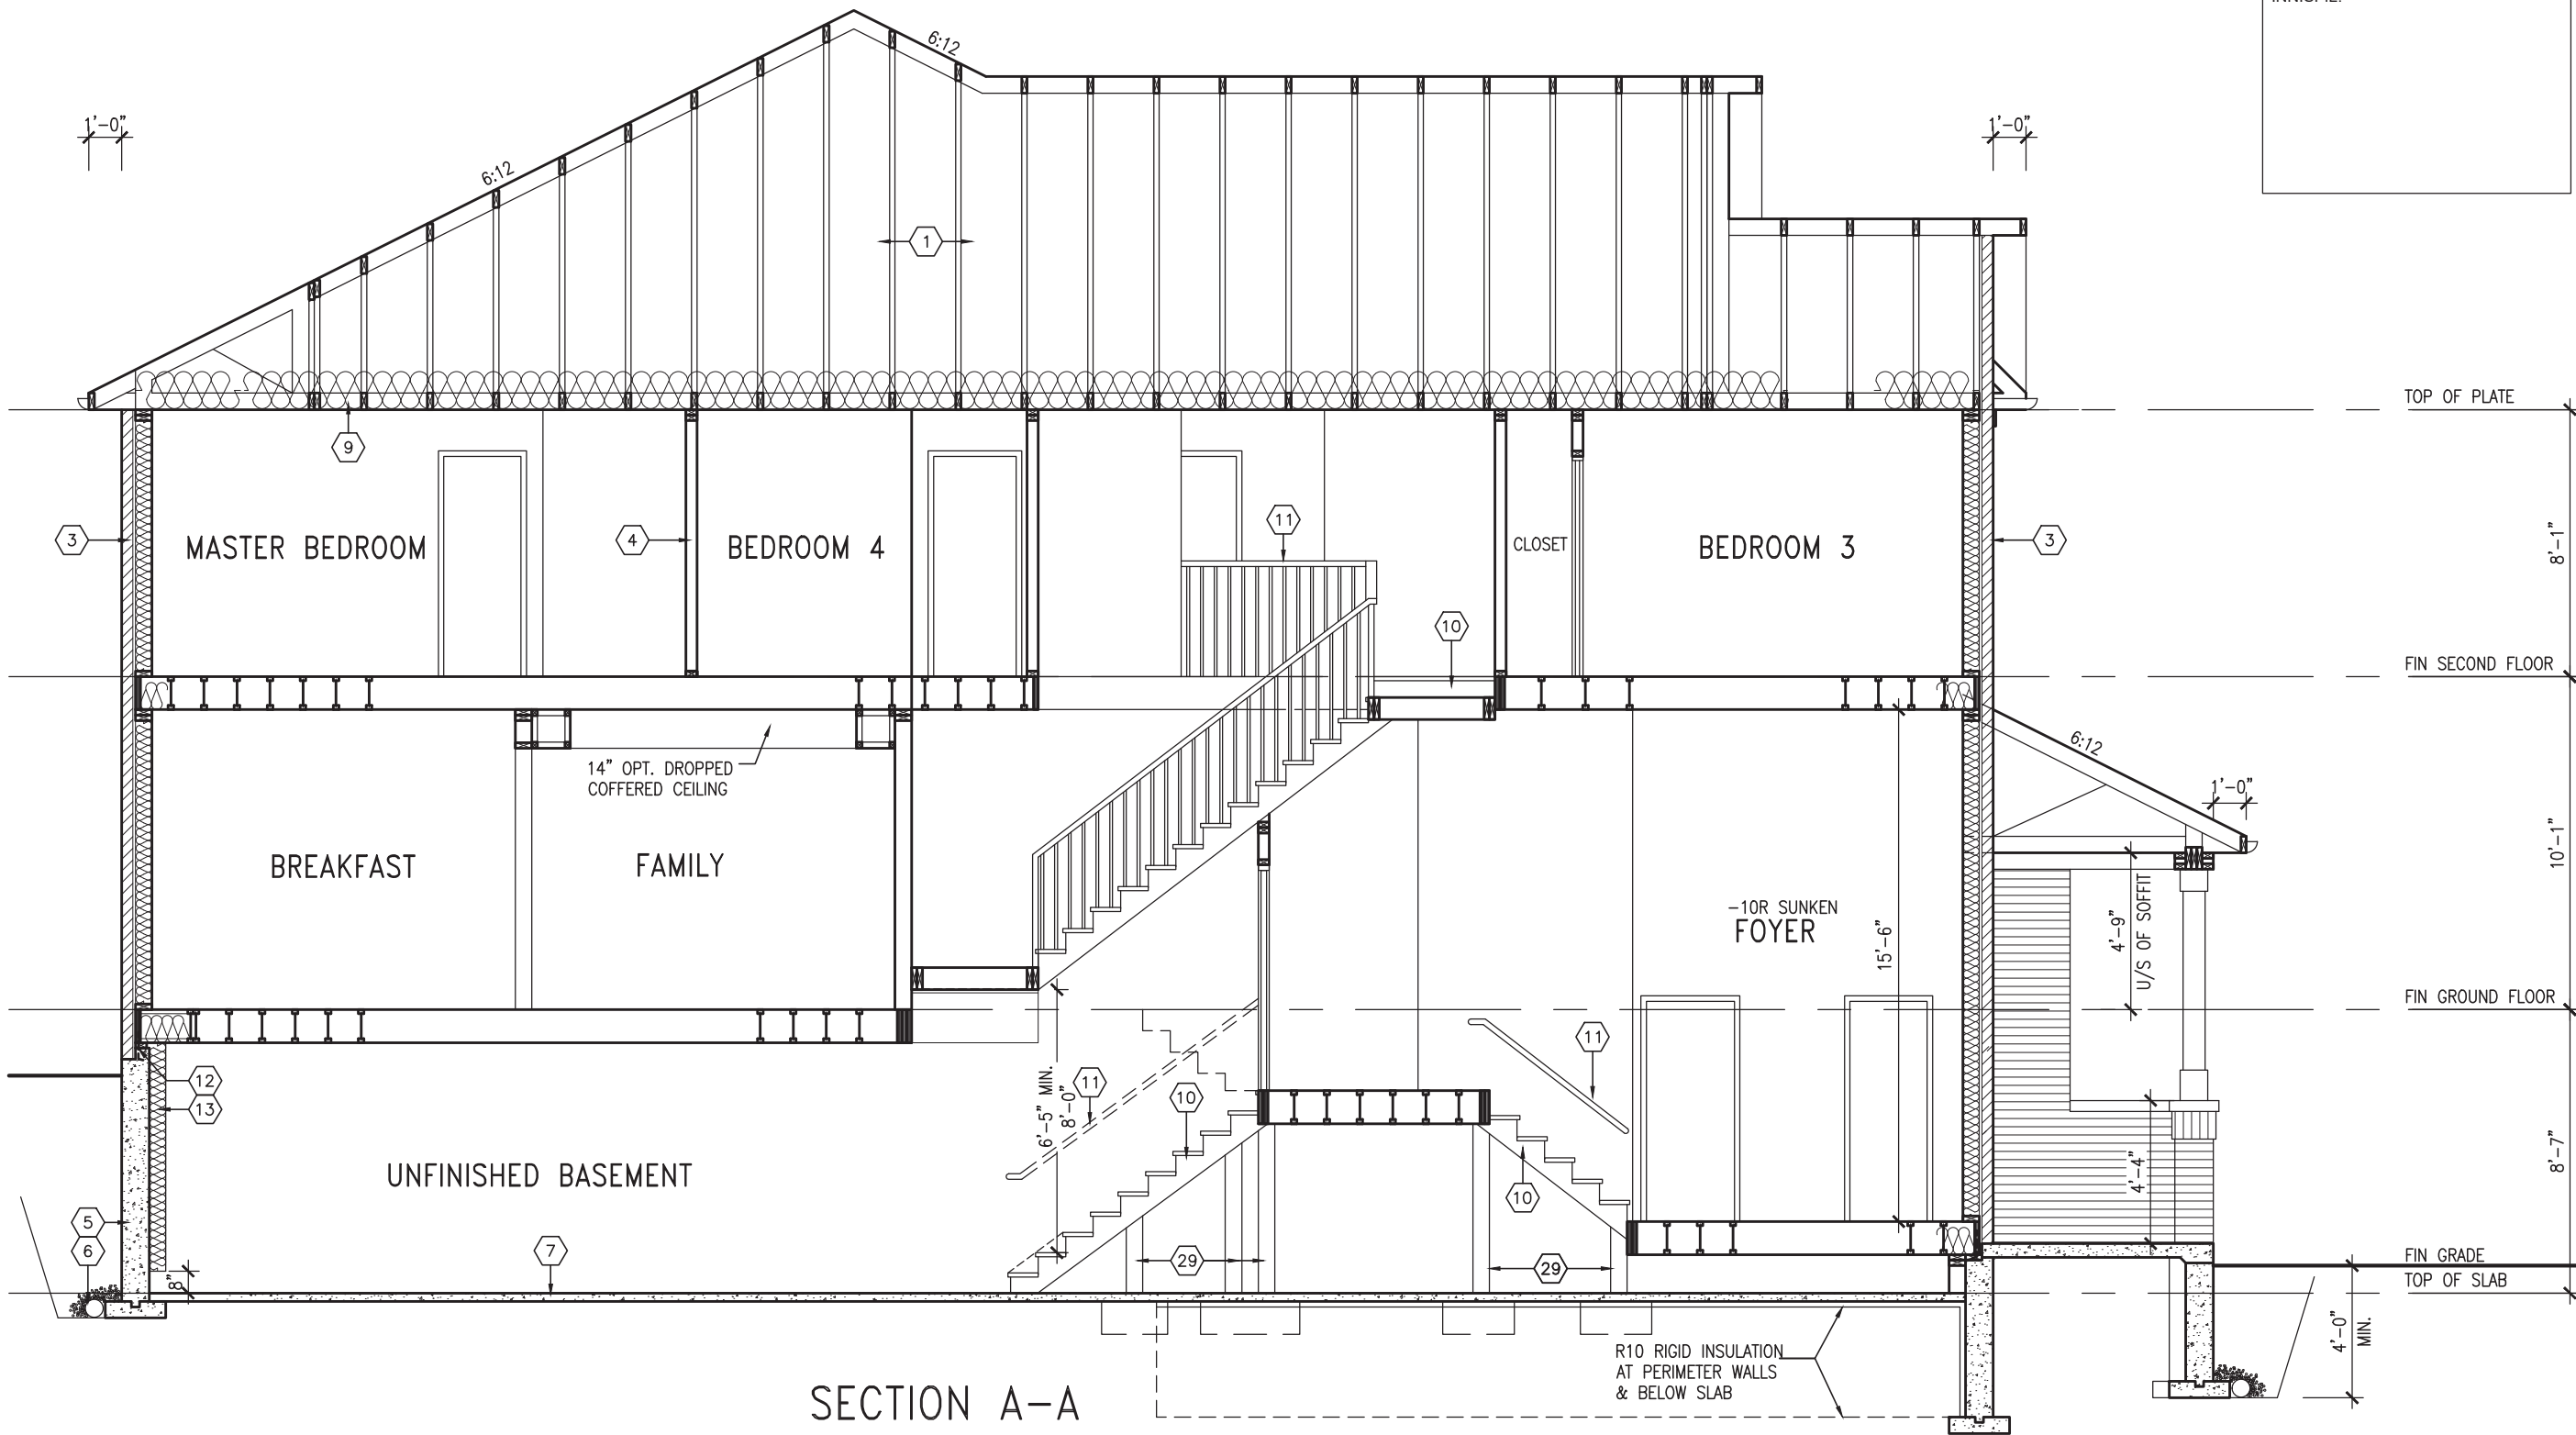 6:12
1'-0"
1'-0"
6:12
1
TOP OF PLATE
9
3
MASTER BEDROOM
4
BEDROOM 4
11
CLOSET
BEDROOM 3
3
8'-1"
10
FIN SECOND FLOOR
14" OPT. DROPPED
COFFERED CEILING
6:12
1'-0"
BREAKFAST
FAMILY
-10R SUNKEN
FOYER
15'-6"
4'-9"
U/S OF SOFFIT
10'-1"
FIN GROUND FLOOR
12
13
11
10
6'-5" MIN.
8'-0"
11
UNFINISHED BASEMENT
10
4'-4"
8'-7"
5
6
7
8"
29
29
FIN GRADE
TOP OF SLAB
R10 RIGID INSULATION
AT PERIMETER WALLS
& BELOW SLAB
4'-0"
MIN.
SECTION A-A